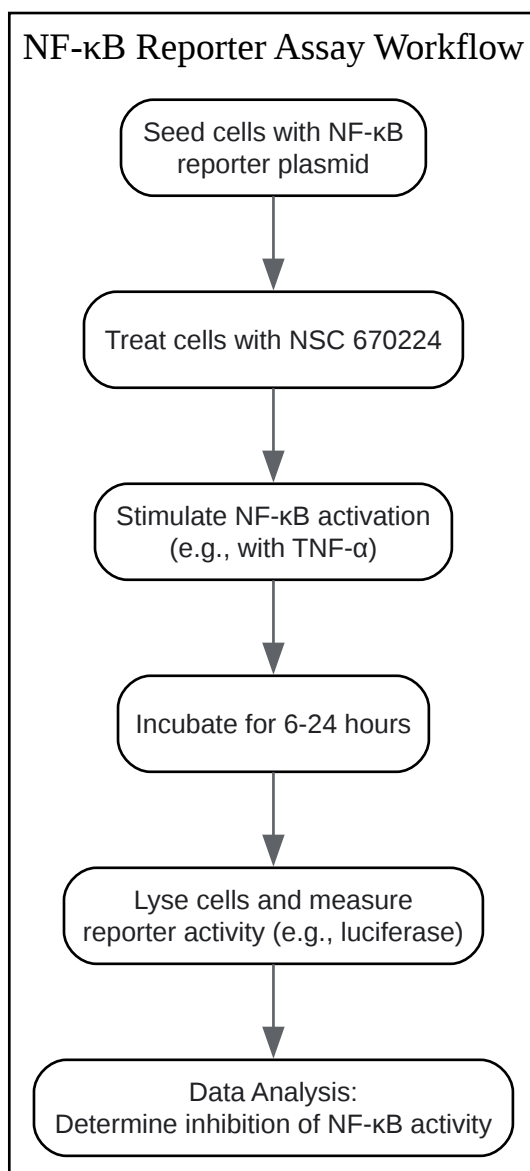 NF-κB Reporter Assay Workflow
Seed cells with NF-κB
reporter plasmid
Treat cells with NSC 670224
Stimulate NF-κB activation
(e.g., with TNF-α)
Incubate for 6-24 hours
Lyse cells and measure
reporter activity (e.g., luciferase)
Data Analysis:
Determine inhibition of NF-κB activity